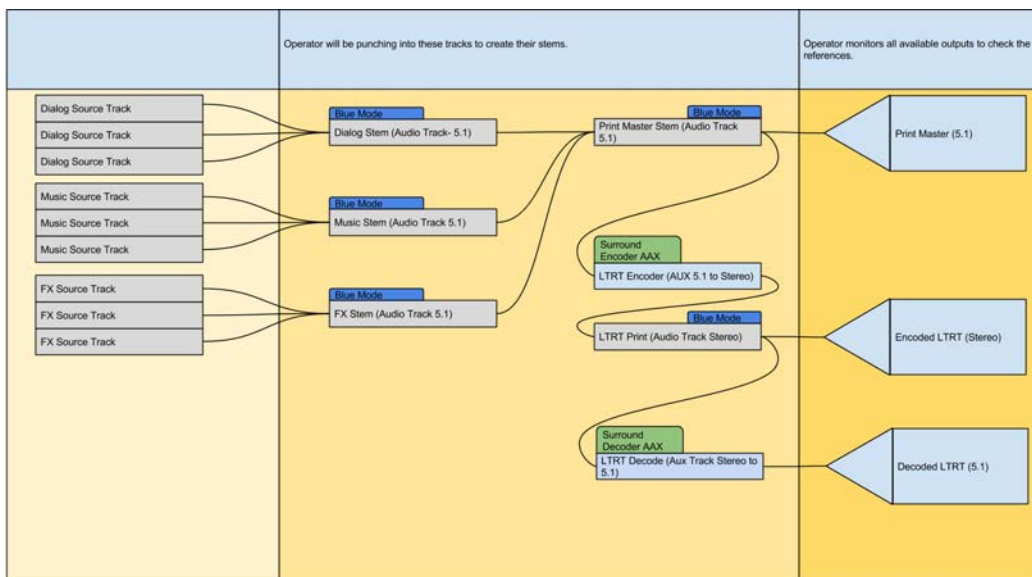 Operator will be punching into these tracks to create their stems.
Operator monitors all available outputs to check the
references.
Dialog Source Track
Dialog Source Track
Dialog Source Track
Music Source Track
Music Source Track
Music Source Track
FX Source Track
FX Source Track
FX Source Track
Blue Mode
Dialog Stem (Audio Track- 5.1)
Blue Mode
Music Stem (Audio Track 5.1)
Blue Mode
FX Stem (Audio Track 5.1)
Blue Mode
Print Master Stem (Audio Track
5.1)
Surround
Encoder AAX
LTRT Encoder (AUX 5.1 to Stereo)
Blue Mode
LTRT Print (Audio Track Stereo)
Surround
Decoder AAX
LTRT Decode (Aux Track Stereo to
5.1)
Print Master (5.1)
Encoded LTRT (Stereo)
Decoded LTRT (5.1)